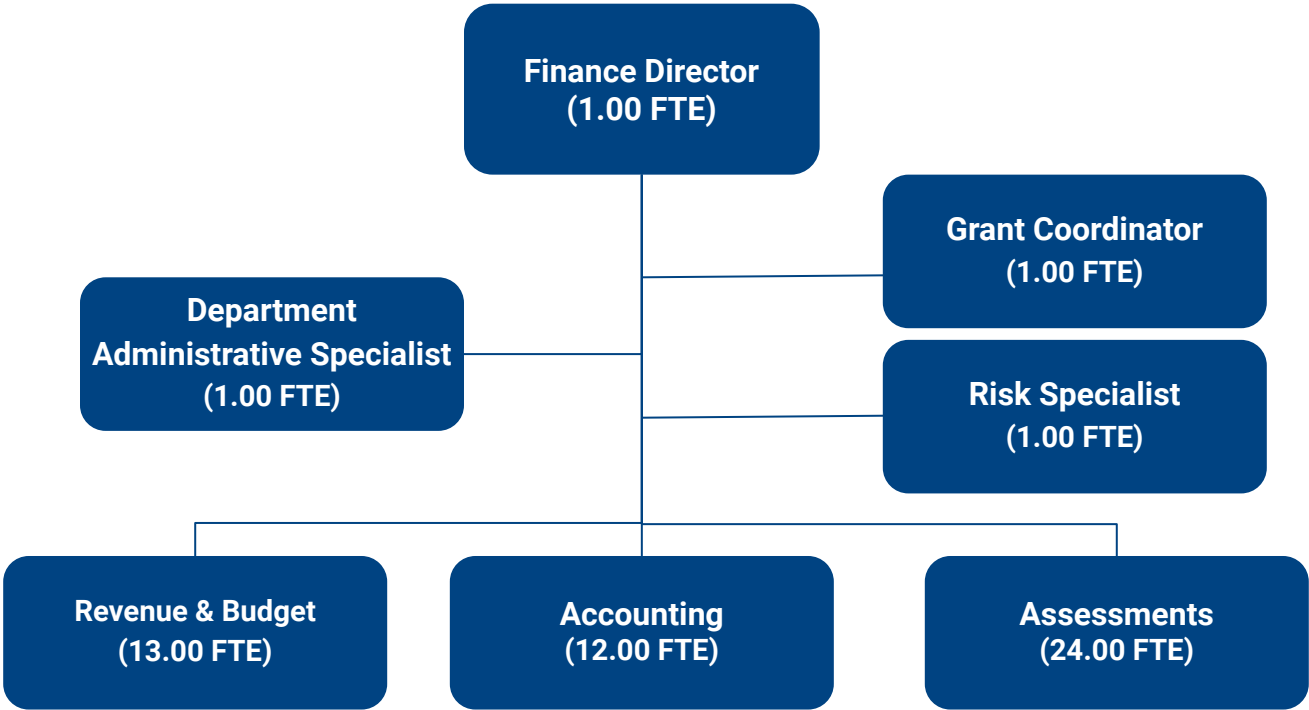 Finance Director
(1.00 FTE)
Grant Coordinator
(1.00 FTE)
Department
Administrative Specialist
(1.00 FTE)
Risk Specialist
(1.00 FTE)
Revenue & Budget
(13.00 FTE)
Accounting
(12.00 FTE)
Assessments
(24.00 FTE)